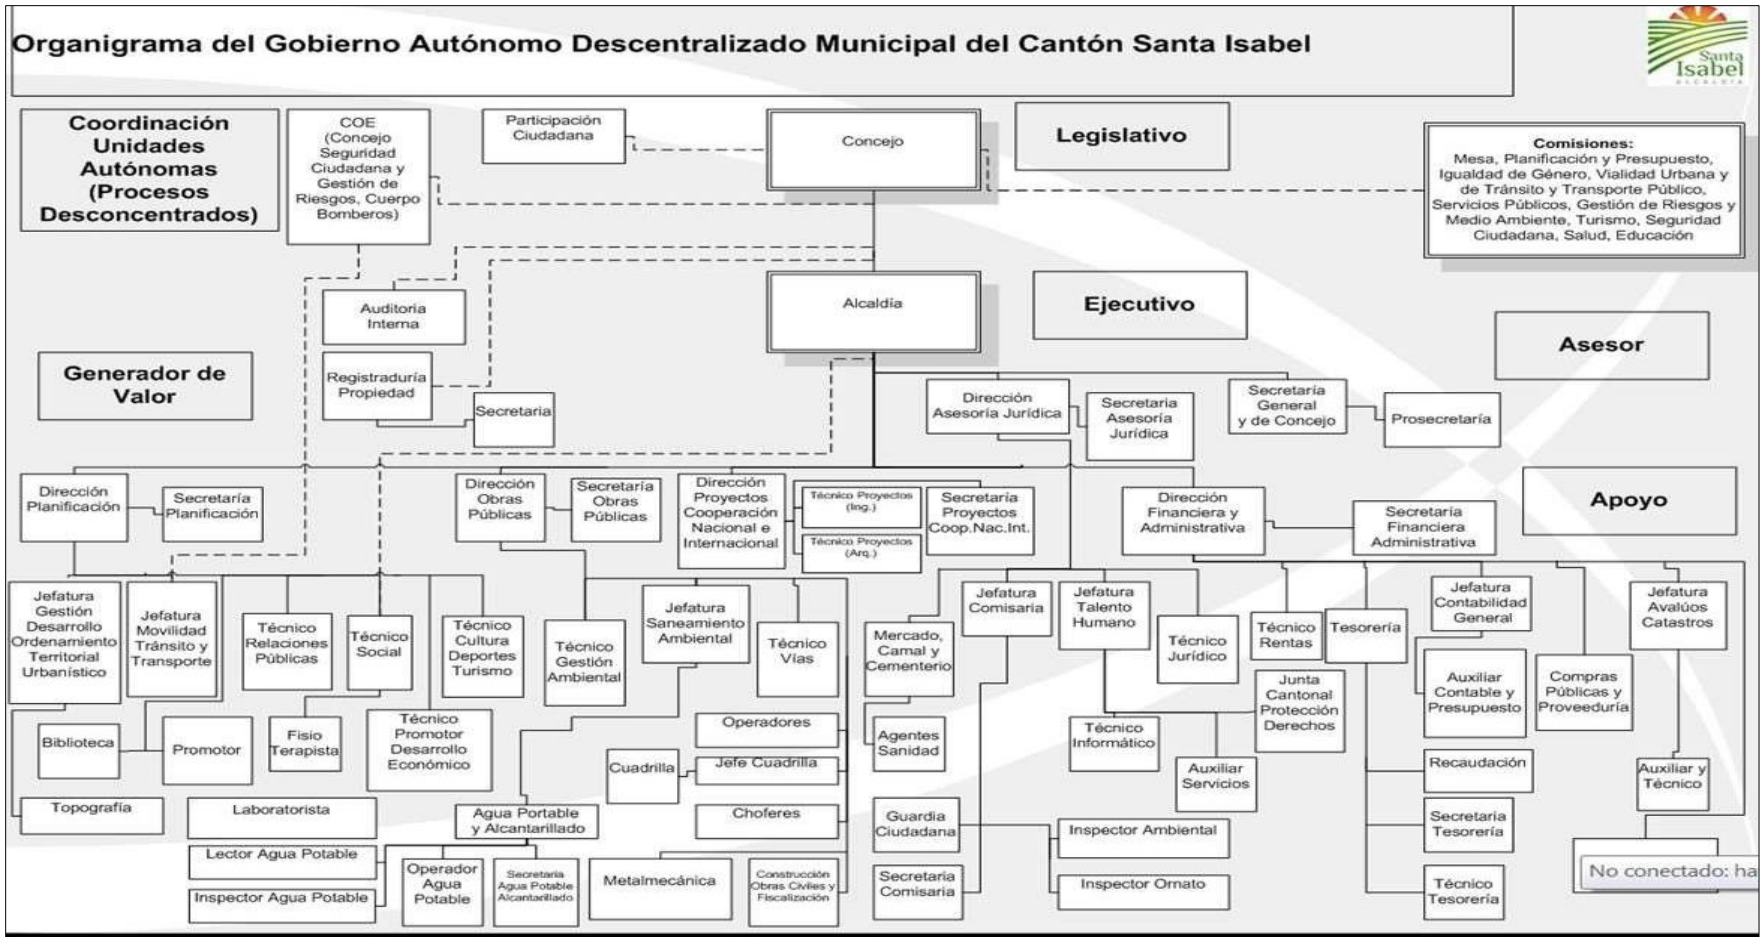 Organigrama del Gobierno Autónomo Descentralizado Municipal del Cantón Santa Isabel
Santa
Isabel
ALCALDÍA
Coordinación
Unidades
Autónomas
(Procesos
Desconcentrados)
COE
(Concejo
Seguridad
Ciudadana y
Gestión de
Riesgos, Cuerpo
Bomberos)
Participación
Ciudadana
Concejo
Legislativo
Comisiones:
Mesa, Planificación y Presupuesto,
Igualdad de Género, Vialidad Urbana y
de Tránsito y Transporte Público,
Servicios Públicos, Gestión de Riesgos y
Medio Ambiente, Turismo, Seguridad
Ciudadana, Salud, Educación
Auditoria
Interna
Alcaldía
Ejecutivo
Asesor
Generador de
Valor
Registraduría
Propiedad
Secretaria
Dirección
Asesoría Jurídica
Secretaria
Asesoría
Jurídica
Secretaría
General
y de Concejo
Prosecretaría
Dirección
Planificación
Secretaría
Planificación
Dirección
Obras
Públicas
Secretaría
Obras
Públicas
Dirección
Proyectos
Cooperación
Nacional e
Internacional
Técnico Proyectos
(Ing.)
Técnico Proyectos
(Arq.)
Secretaría
Proyectos
Coop.Nac.Int.
Dirección
Financiera y
Administrativa
Secretaría
Financiera
Administrativa
Apoyo
Jefatura
Gestión
Desarrollo
Ordenamiento
Territorial
Urbanístico
Jefatura
Movilidad
Tránsito y
Transporte
Técnico
Relaciones
Públicas
Técnico
Social
Técnico
Cultura
Deportes
Turismo
Técnico
Gestión
Ambiental
Jefatura
Saneamiento
Ambiental
Técnico
Vías
Mercado,
Camal y
Cementerio
Jefatura
Comisaria
Jefatura
Talento
Humano
Técnico
Jurídico
Técnico
Rentas
Tesorería
Jefatura
Contabilidad
General
Jefatura
Avalúos
Catastros
Biblioteca
Promotor
Fisio
Terapista
Técnico
Promotor
Desarrollo
Económico
Operadores
Cuadrilla
Jefe Cuadrilla
Agentes
Sanidad
Técnico
Informático
Auxiliar
Servicios
Junta
Cantonal
Protección
Derechos
Auxiliar
Contable y
Presupuesto
Compras
Públicas y
Proveeduría
Recaudación
Auxiliar y
Técnico
Topografía
Laboratorista
Agua Portable
y Alcantarillado
Choferes
Guardia
Ciudadana
Inspector Ambiental
Secretaria
Tesorería
Lector Agua Potable
Inspector Agua Potable
Operador
Agua
Potable
Secretaria
Agua Potable
Alcantarillado
Metalmecánica
Construcción
Obras Civiles y
Fiscalización
Secretaria
Comisaria
Inspector Ornato
Técnico
Tesorería
No conectado: ha